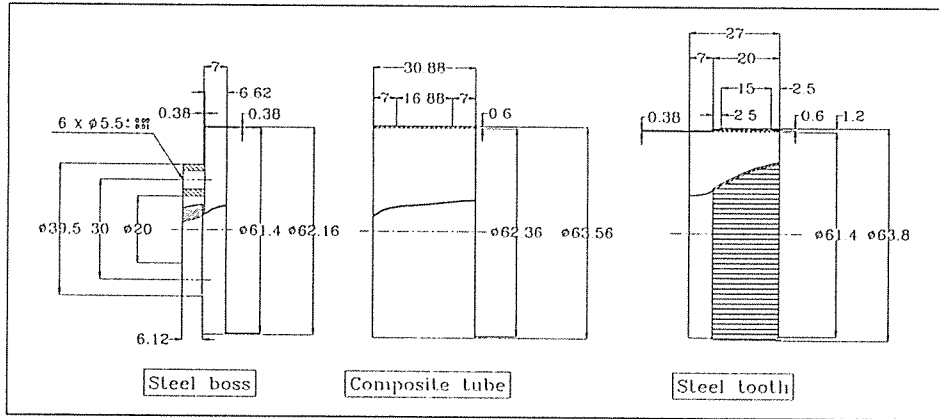 7
6.62
0.38
0.38
6 x ø5.5
ø39.5
30
ø20
ø61.4
ø62.16
6.12
Steel boss
30.88
7
16.88
7
0.6
ø62.36
ø63.56
Composite tube
27
7
20
15
2.5
0.38
2.5
0.6
1.2
ø61.4
ø63.8
Steel tooth